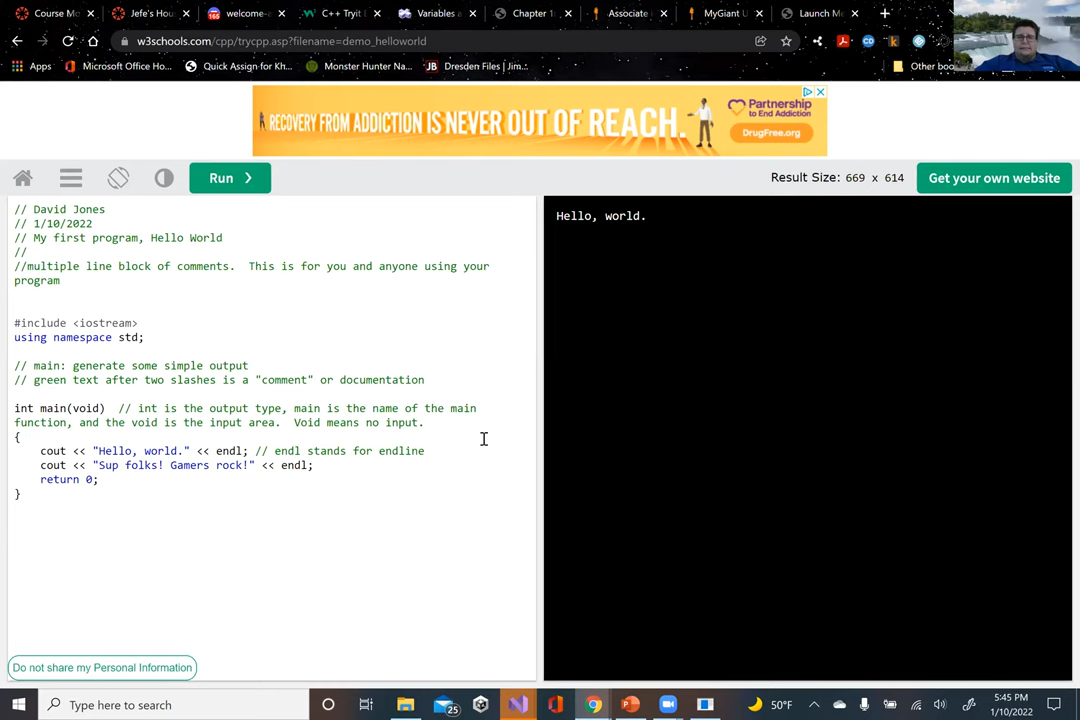 Course Mo
Jefe's Hou
welcome-a
C++ Tryit E
Variables a
Chapter 1
Associate
MyGiant U
Launch Me
w3schools.com/cpp/trycpp.asp?filename=demo_helloworld
Apps
Microsoft Office Ho...
Quick Assign for Kh...
Monster Hunter Na...
JB Dresden Files | Jim...
Other boo
RECOVERY FROM ADDICTION IS NEVER OUT OF REACH.
Partnership
to End Addiction
DrugFree.org
Run
Result Size: 669 x 614
Get your own website
// David Jones
// 1/10/2022
// My first program, Hello World
//
//multiple line block of comments.  This is for you and anyone using your
program
#include <iostream>
using namespace std;
// main: generate some simple output
// green text after two slashes is a "comment" or documentation
int main(void)  // int is the output type, main is the name of the main
function, and the void is the input area.  Void means no input.
{
cout << "Hello, world." << endl; // endl stands for endline
cout << "Sup folks! Gamers rock!" << endl;
return 0;
}
Hello, world.
Do not share my Personal Information
Type here to search
25
50°F
5:45 PM
1/10/2022